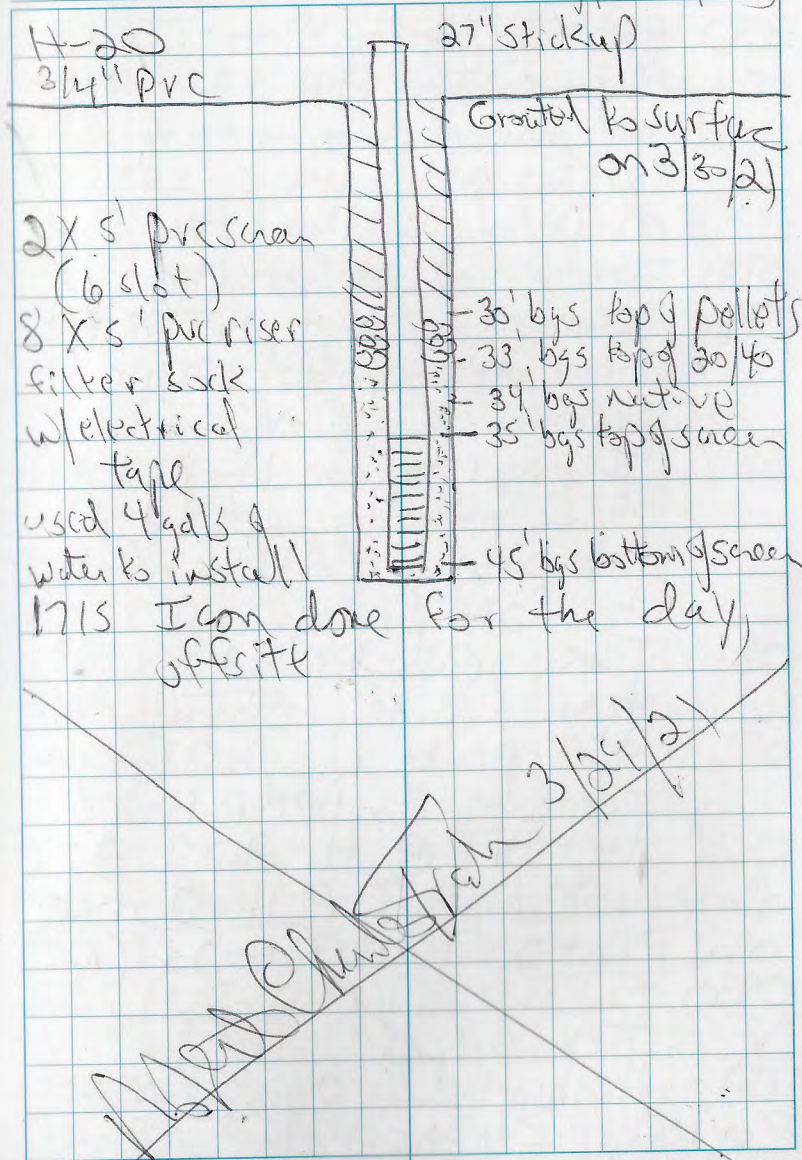 H-20
3/4" PVC
27" Stickup
Grouted to surfac
on 3/30/21
2 X 5' pvc screen
(6 slot)
8 X 5' pvc riser
filter sock
w/electrical
tape
used 4 gals of
water to install
30' bgs top of pellets
33' bgs top of 20/40
34' bgs native
35' bgs top of screen
45' bgs bottom of screen
1715 Icon done for the day,
offsite
3/24/21